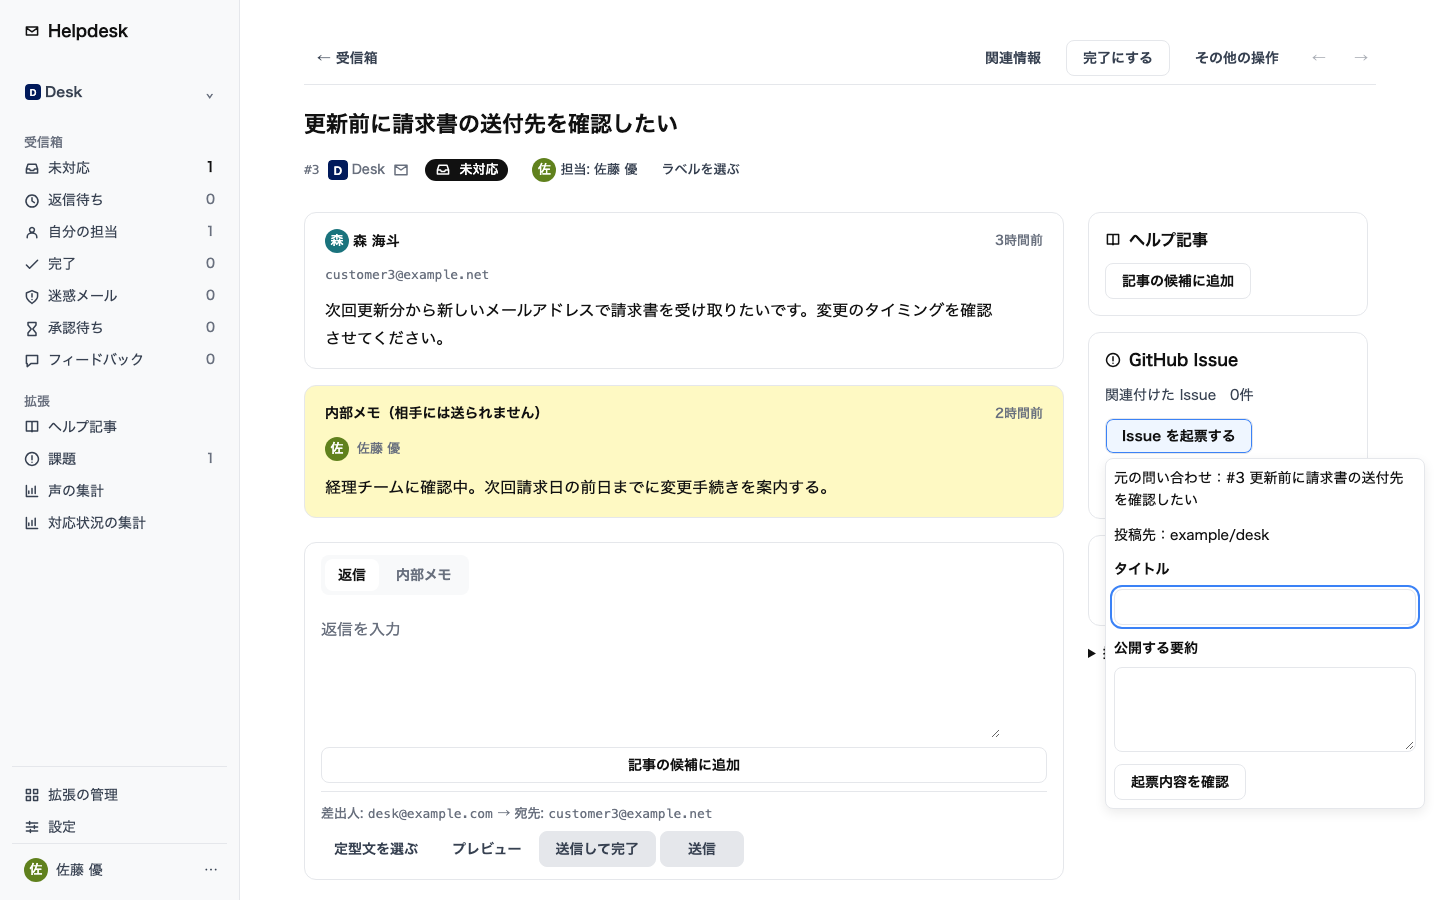 Helpdesk
D Desk
受信箱
未対応 1
返信待ち 0
自分の担当 1
完了 0
迷惑メール 0
承認待ち 0
フィードバック 0
拡張
ヘルプ記事
課題 1
声の集計
対応状況の集計
拡張の管理
設定
佐 佐藤 優 …
← 受信箱 関連情報 完了にする その他の操作 ← →
更新前に請求書の送付先を確認したい
#3 D Desk 未対応 佐 担当: 佐藤 優 ラベルを選ぶ
森 森 海斗 3時間前
customer3@example.net
次回更新分から新しいメールアドレスで請求書を受け取りたいです。変更のタイミングを確認
させてください。
内部メモ（相手には送られません） 2時間前
佐 佐藤 優
経理チームに確認中。次回請求日の前日までに変更手続きを案内する。
返信 内部メモ
返信を入力
記事の候補に追加
差出人: desk@example.com → 宛先: customer3@example.net
定型文を選ぶ プレビュー 送信して完了 送信
ヘルプ記事
記事の候補に追加
GitHub Issue
関連付けた Issue 0件
Issue を起票する
元の問い合わせ：#3 更新前に請求書の送付先
を確認したい
投稿先：example/desk
タイトル
公開する要約
起票内容を確認